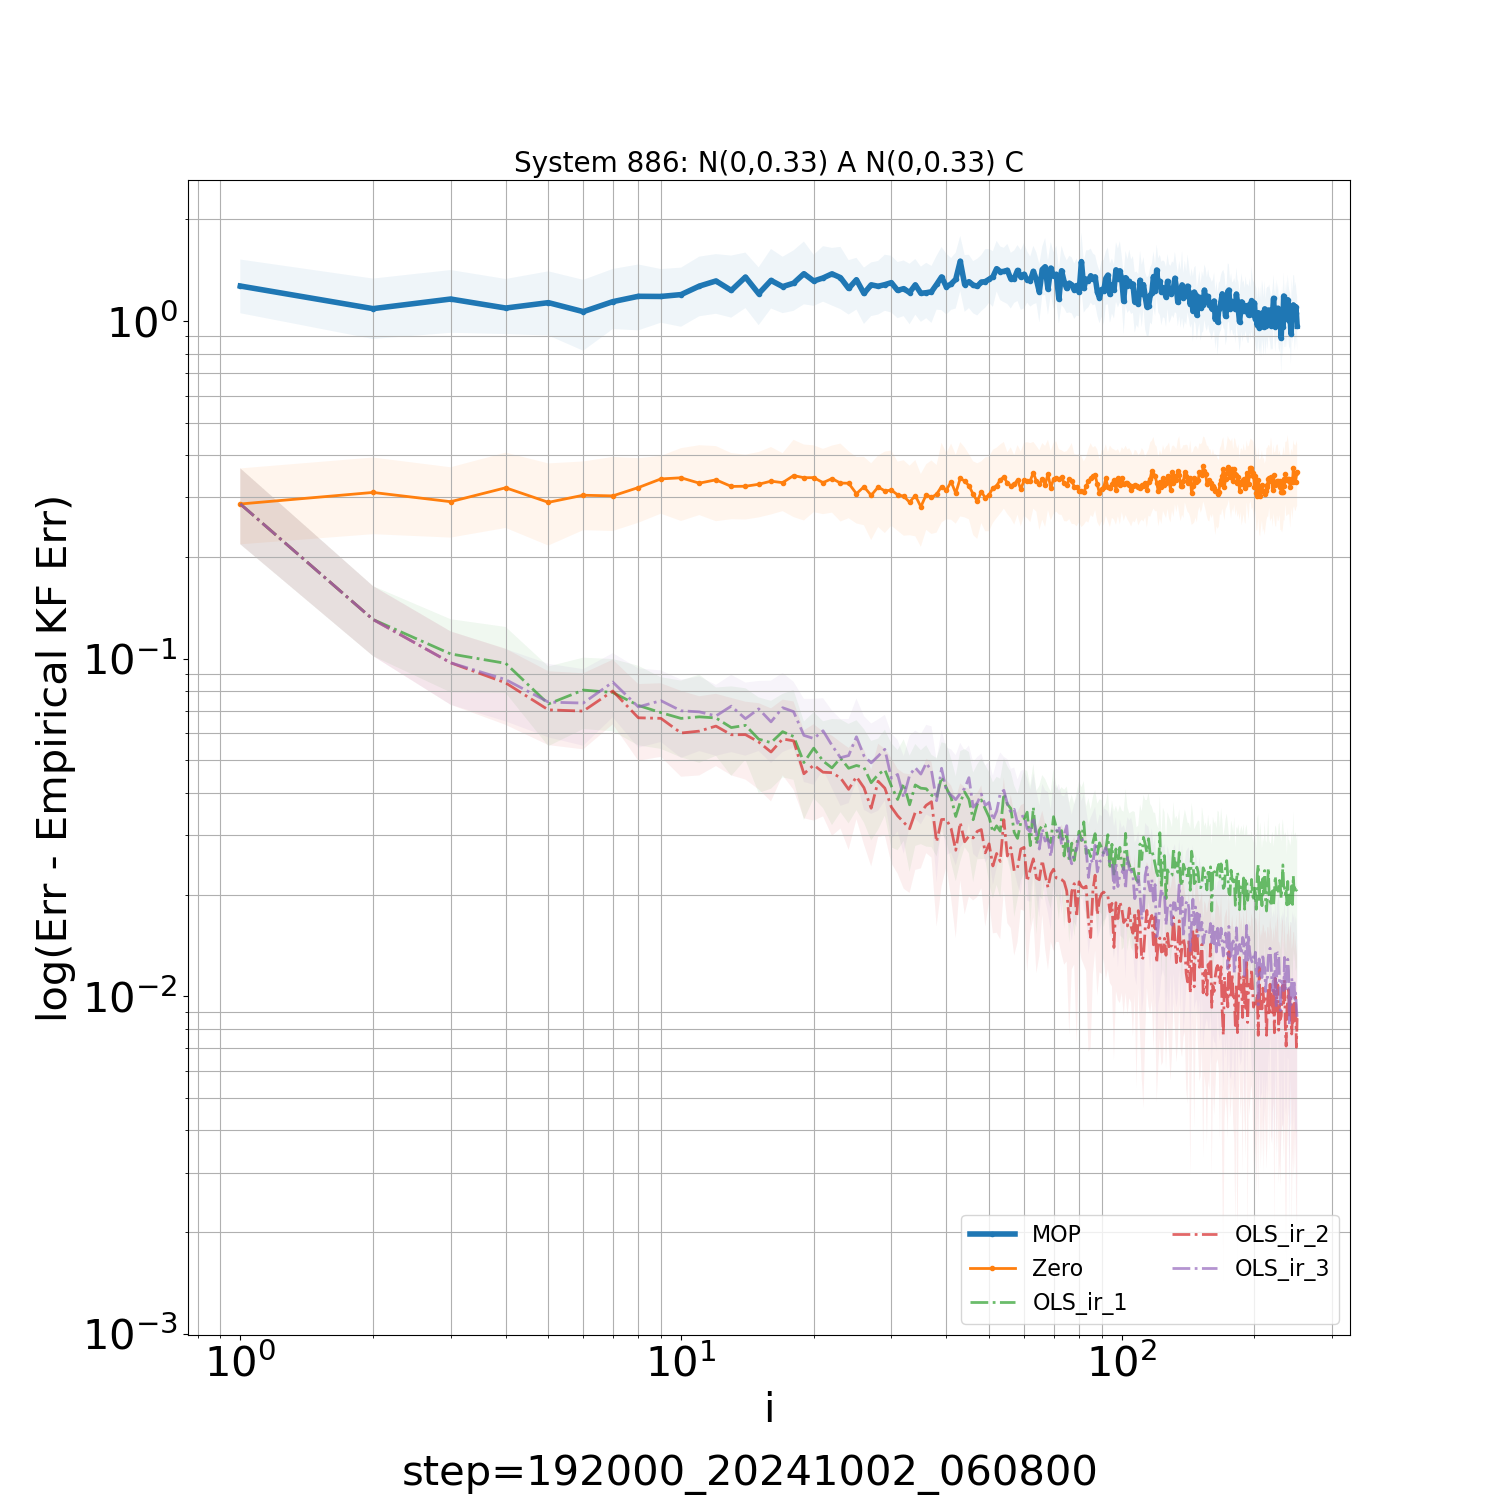 System 886: N(0,0.33) A N(0,0.33) C
log(Err - Empirical KF Err)
10^0
10^-1
10^-2
10^-3
MOP
Zero
OLS_ir_1
OLS_ir_2
OLS_ir_3
10^0
10^1
10^2
i
step=192000_20241002_060800